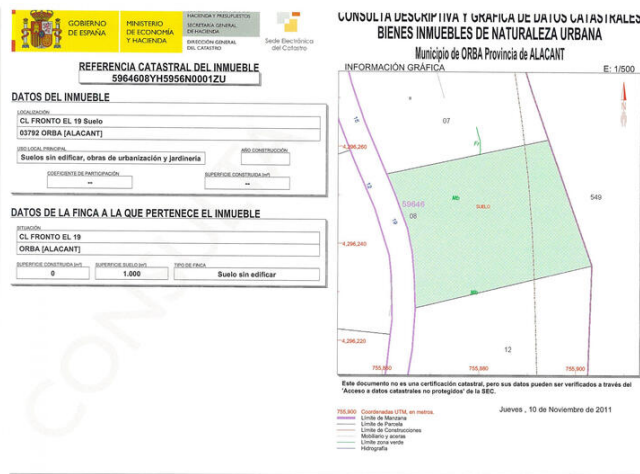 GOBIERNO
DE ESPAÑA
MINISTERIO
DE ECONOMÍA
Y HACIENDA
HACIENDA Y PRESUPUESTOS
SECRETARÍA GENERAL
DE HACIENDA
DIRECCIÓN GENERAL
DEL CATASTRO
Sede Electrónica
del Catastro
REFERENCIA CATASTRAL DEL INMUEBLE
5964608YH5956N0001ZU
DATOS DEL INMUEBLE
LOCALIZACIÓN
CL FRONTO EL 19 Suelo
03792 ORBA [ALACANT]
USO LOCAL PRINCIPAL
Suelos sin edificar, obras de urbanización y jardinería
AÑO CONSTRUCCIÓN
COEFICIENTE DE PARTICIPACIÓN
--
SUPERFICIE CONSTRUIDA [m²]
--
DATOS DE LA FINCA A LA QUE PERTENECE EL INMUEBLE
SITUACIÓN
CL FRONTO EL 19
ORBA [ALACANT]
SUPERFICIE CONSTRUIDA [m²]
0
SUPERFICIE SUELO [m²]
1.000
TIPO DE FINCA
Suelo sin edificar
CONSULTA DESCRIPTIVA Y GRÁFICA DE DATOS CATASTRALES
BIENES INMUEBLES DE NATURALEZA URBANA
Municipio de ORBA Provincia de ALACANT
INFORMACIÓN GRÁFICA
E: 1/500
07
15
4,296,260
59646
08
Mb
SUELO
549
19
4,296,240
Mb
4,296,220
12
755,880
755,900
Este documento no es una certificación catastral, pero sus datos pueden ser verificados a través del
'Acceso a datos catastrales no protegidos' de la SEC.
755,900 Coordenadas UTM, en metros.
Límite de Manzana
Límite de Parcela
Límite de Construcciones
Mobiliario y aceras
Límite zona verde
Hidrografía
Jueves , 10 de Noviembre de 2011
CONSULTA